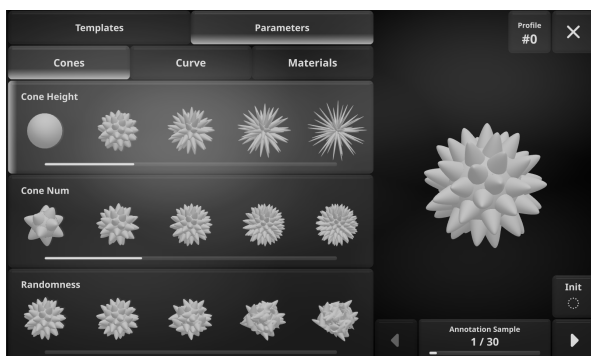 Templates
Parameters
Profile
#0
Cones
Curve
Materials
Cone Height
Cone Num
Randomness
Init
Annotation Sample
1 / 30